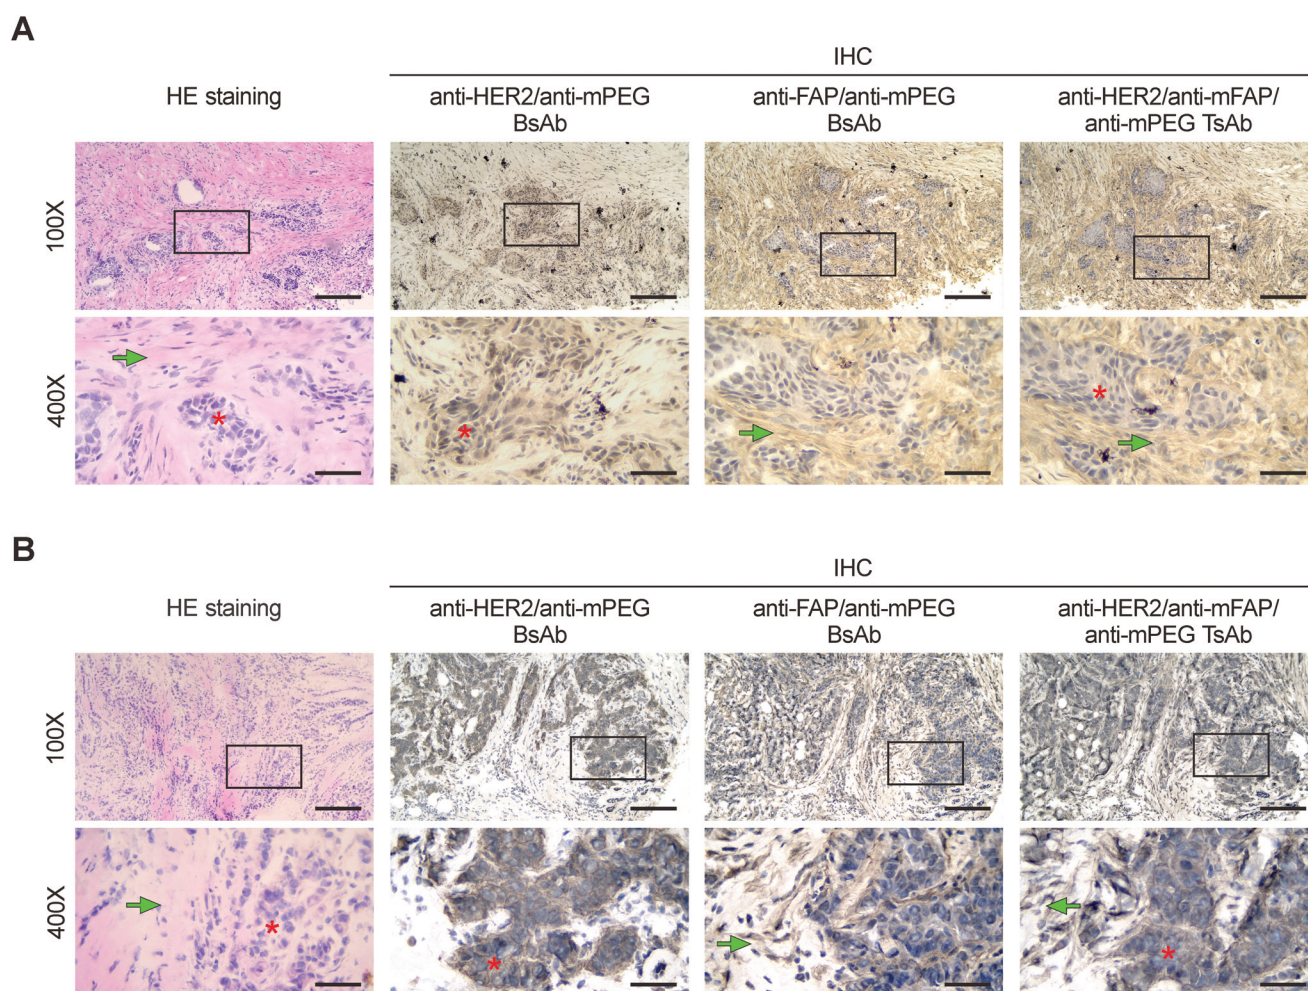 A
IHC
HE staining
anti-HER2/anti-mPEG
BsAb
anti-FAP/anti-mPEG
BsAb
anti-HER2/anti-mFAP/
anti-mPEG TsAb
100X
400X
B
IHC
HE staining
anti-HER2/anti-mPEG
BsAb
anti-FAP/anti-mPEG
BsAb
anti-HER2/anti-mFAP/
anti-mPEG TsAb
100X
400X